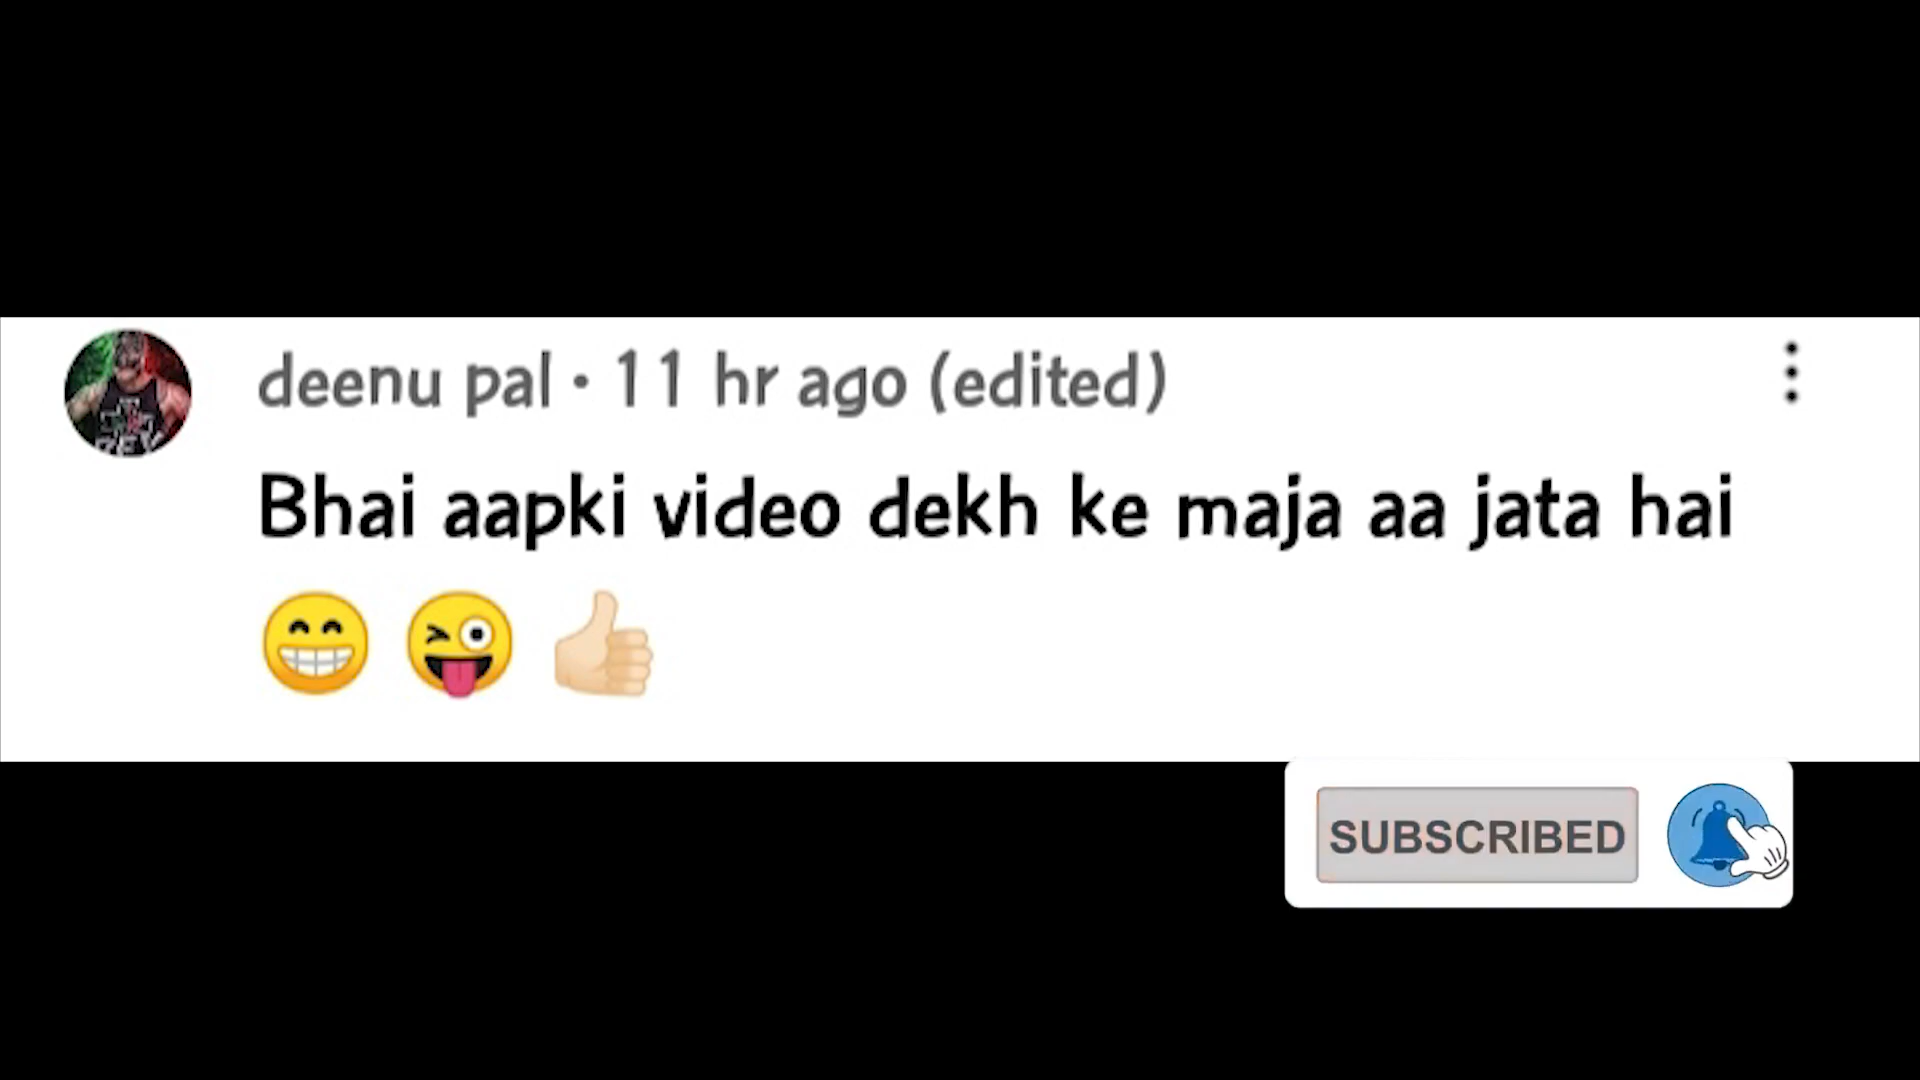 deenu pal · 11 hr ago (edited)
Bhai aapki video dekh ke maja aa jata hai
😁 😜 👍🏻
SUBSCRIBED